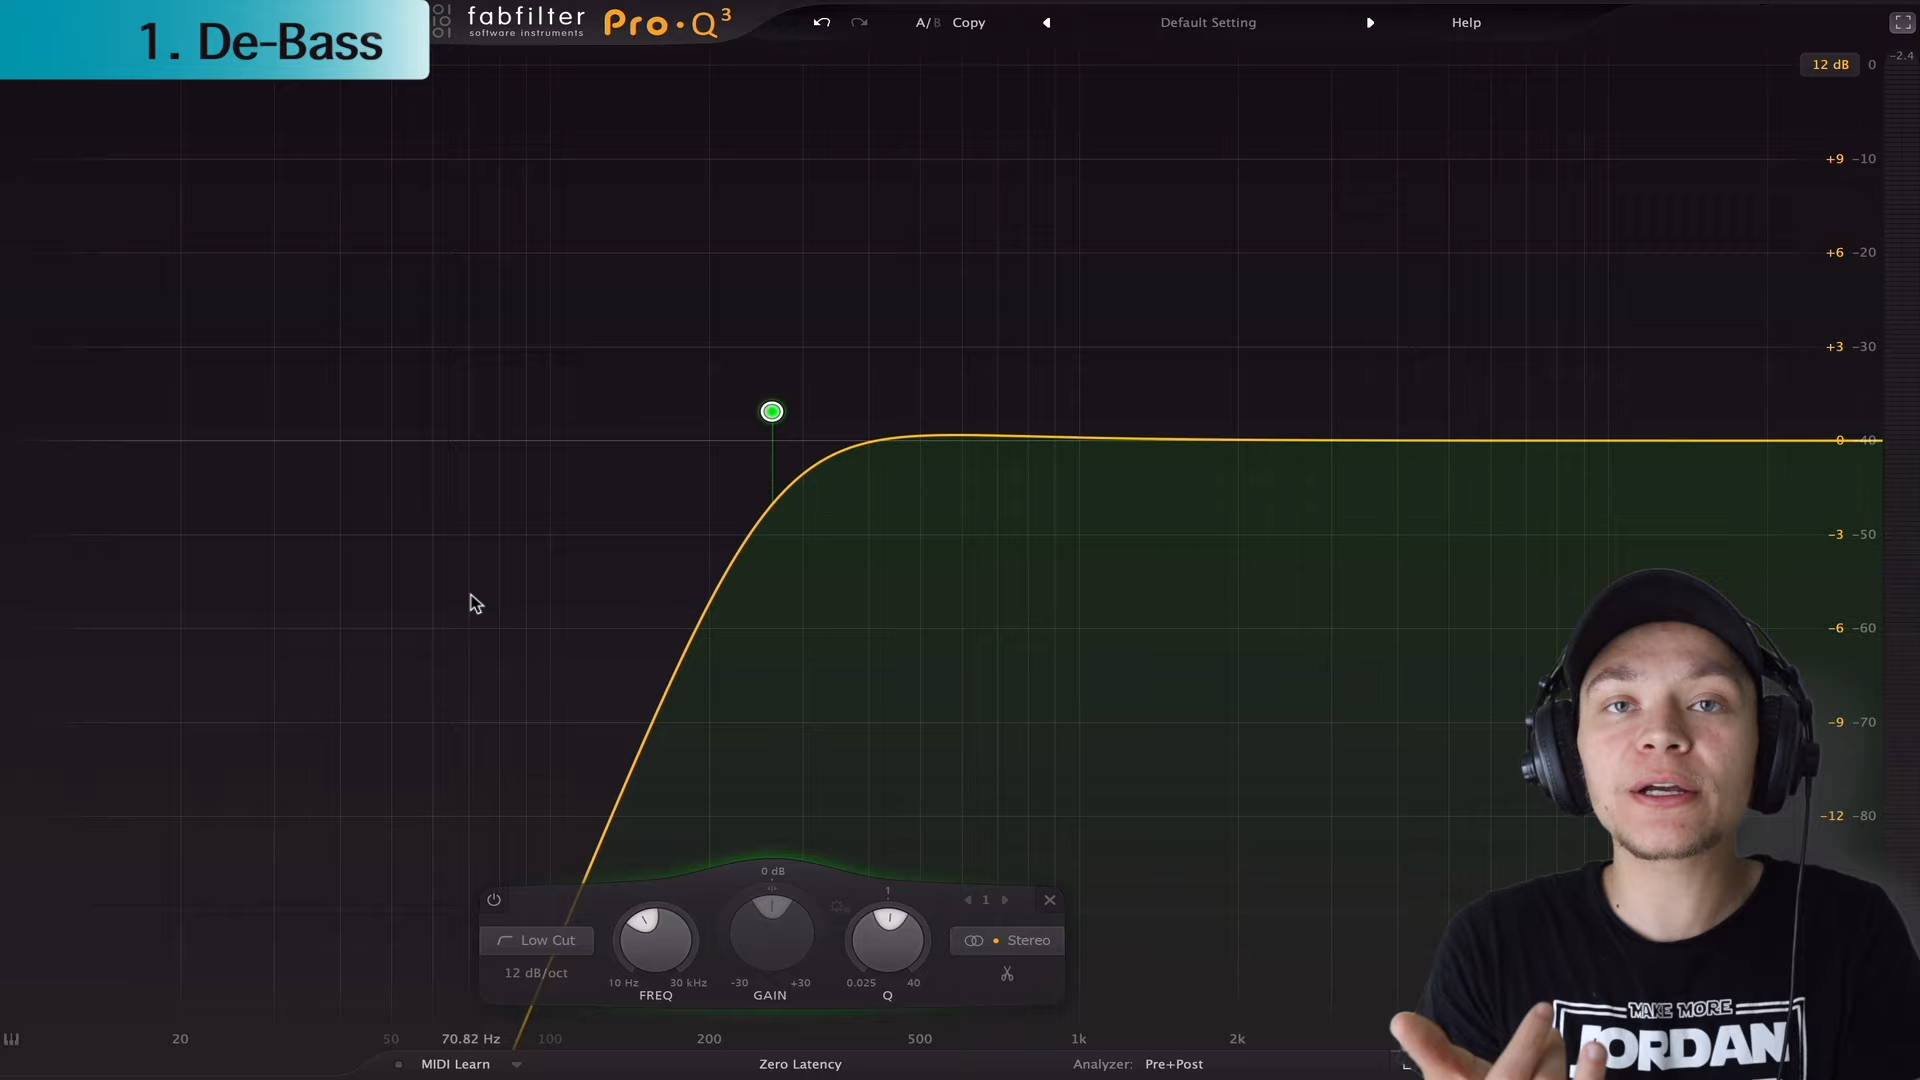 1. De-Bass
fabfilter
software instruments
Pro·Q3
A/B Copy
Default Setting
Help
12 dB 0 -2.4
+9 -10
+6 -20
+3 -30
0 -40
-3 -50
-6 -60
-9 -70
-12 -80
0 dB
1
1
Low Cut
Stereo
12 dB/oct
10 Hz 30 kHz
-30 +30
0.025 40
FREQ
GAIN
Q
20 50 70.82 Hz 100 200 500 1k 2k
MIDI Learn
Zero Latency
Analyzer: Pre+Post
MAKE MORE
JORDAN